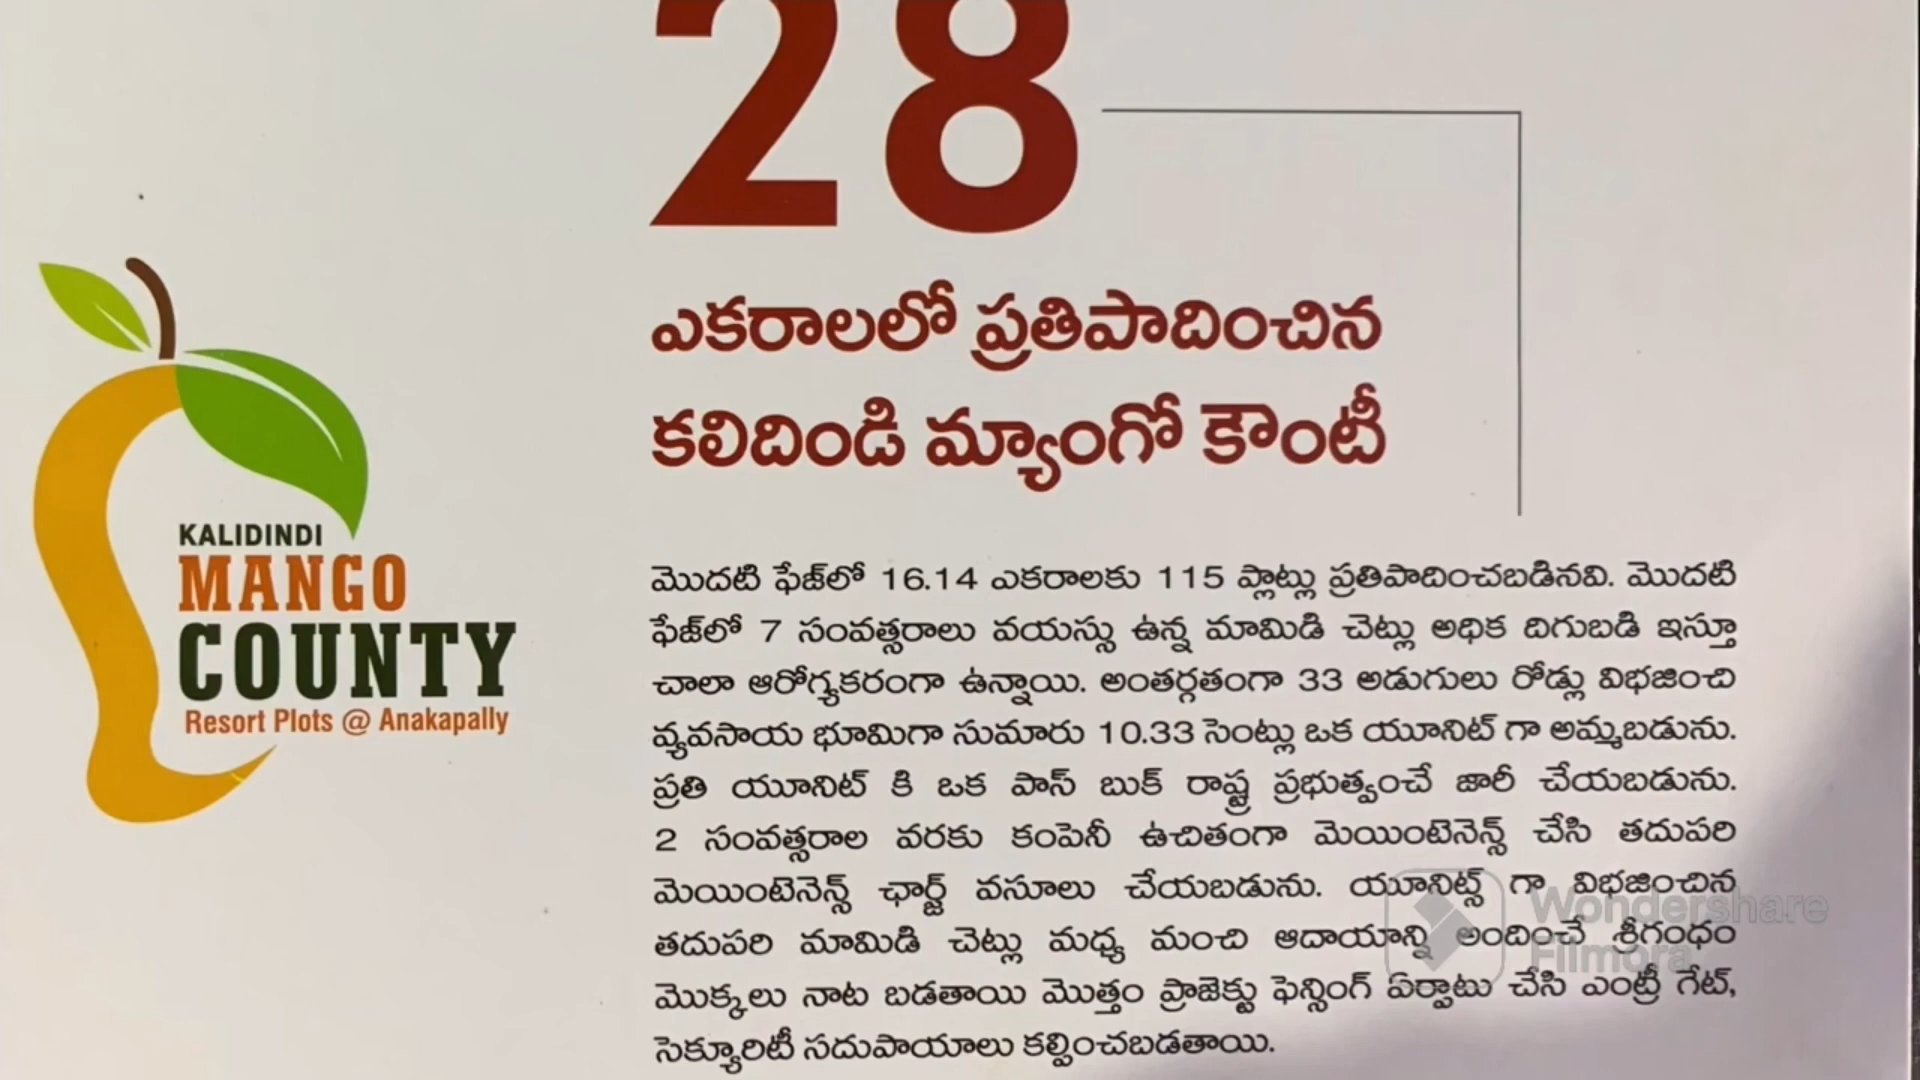 28
ఎకరాలలో ప్రతిపాదించిన
కలిదిండి మ్యాంగో కౌంటీ
KALIDINDI
MANGO
COUNTY
Resort Plots @ Anakapally
మొదటి ఫేజ్‌లో 16.14 ఎకరాలకు 115 ప్లాట్లు ప్రతిపాదించబడినవి. మొదటి
ఫేజ్‌లో 7 సంవత్సరాలు వయస్సు ఉన్న మామిడి చెట్లు అధిక దిగుబడి ఇస్తూ
చాలా ఆరోగ్యకరంగా ఉన్నాయి. అంతర్గతంగా 33 అడుగులు రోడ్లు విభజించి
వ్యవసాయ భూమిగా సుమారు 10.33 సెంట్లు ఒక యూనిట్ గా అమ్మబడును.
ప్రతి యూనిట్ కి ఒక పాస్ బుక్ రాష్ట్ర ప్రభుత్వంచే జారీ చేయబడును.
2 సంవత్సరాల వరకు కంపెనీ ఉచితంగా మెయింటెనెన్స్ చేసి తదుపరి
మెయింటెనెన్స్ ఛార్జ్ వసూలు చేయబడును. యూనిట్స్ గా విభజించిన
తదుపరి మామిడి చెట్లు మధ్య మంచి ఆదాయాన్ని అందించే శ్రీగంధం
మొక్కలు నాట బడతాయి మొత్తం ప్రాజెక్టు ఫెన్సింగ్ ఏర్పాటు చేసి ఎంట్రీ గేట్,
సెక్యూరిటీ సదుపాయాలు కల్పించబడతాయి.
Wondershare
Filmora